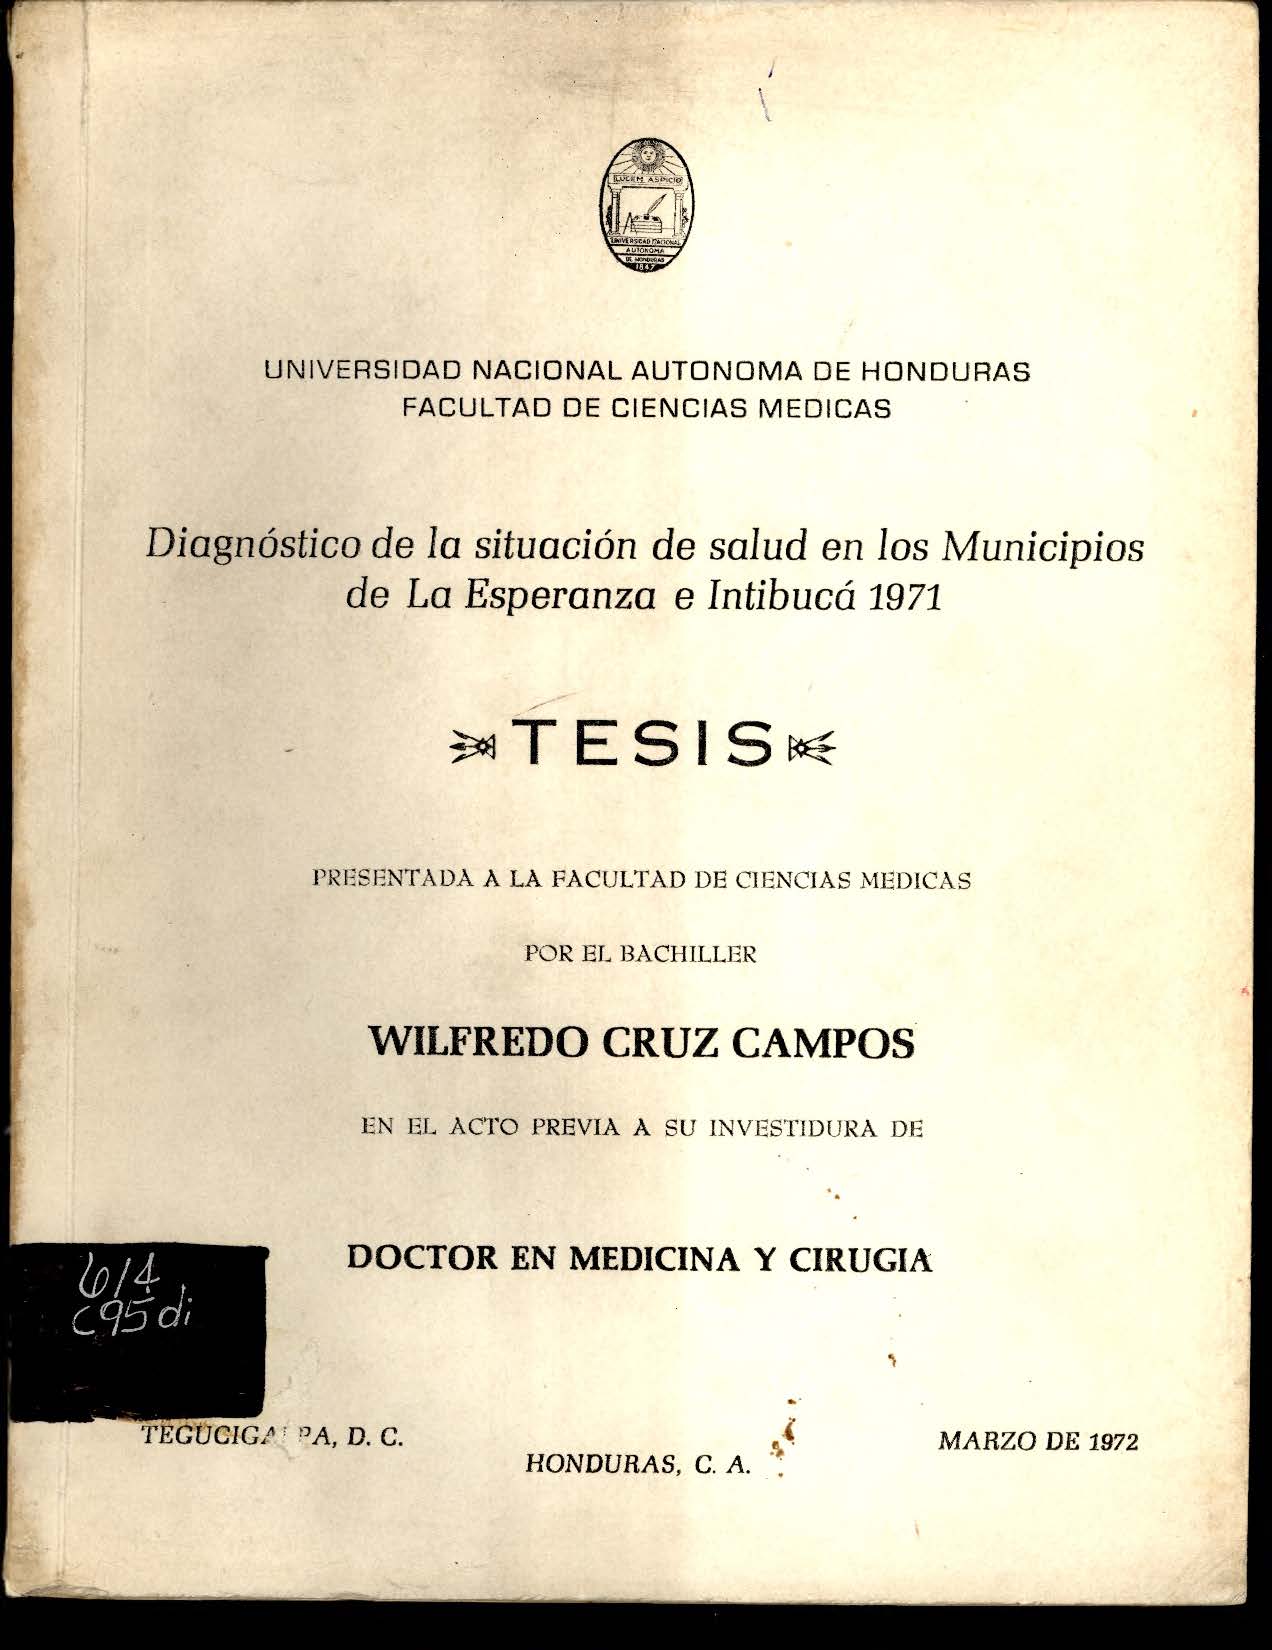 LUCEM ASPICIO
UNIVERSIDAD NACIONAL
AUTONOMA
DE HONDURAS
1847
UNIVERSIDAD NACIONAL AUTONOMA DE HONDURAS
FACULTAD DE CIENCIAS MEDICAS
Diagnóstico de la situación de salud en los Municipios
de La Esperanza e Intibucá 1971
TESIS
PRESENTADA A LA FACULTAD DE CIENCIAS MEDICAS
POR EL BACHILLER
WILFREDO CRUZ CAMPOS
EN EL ACTO PREVIA A SU INVESTIDURA DE
DOCTOR EN MEDICINA Y CIRUGIA
614
C95di
TEGUCIGALPA, D. C.
HONDURAS, C. A.
MARZO DE 1972